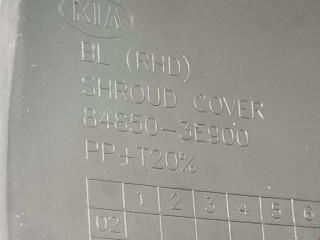 KIA
BL (RHD)
SHROUD COVER
84850-3E900
PP+T20%
1 2 3 4 5 6
02